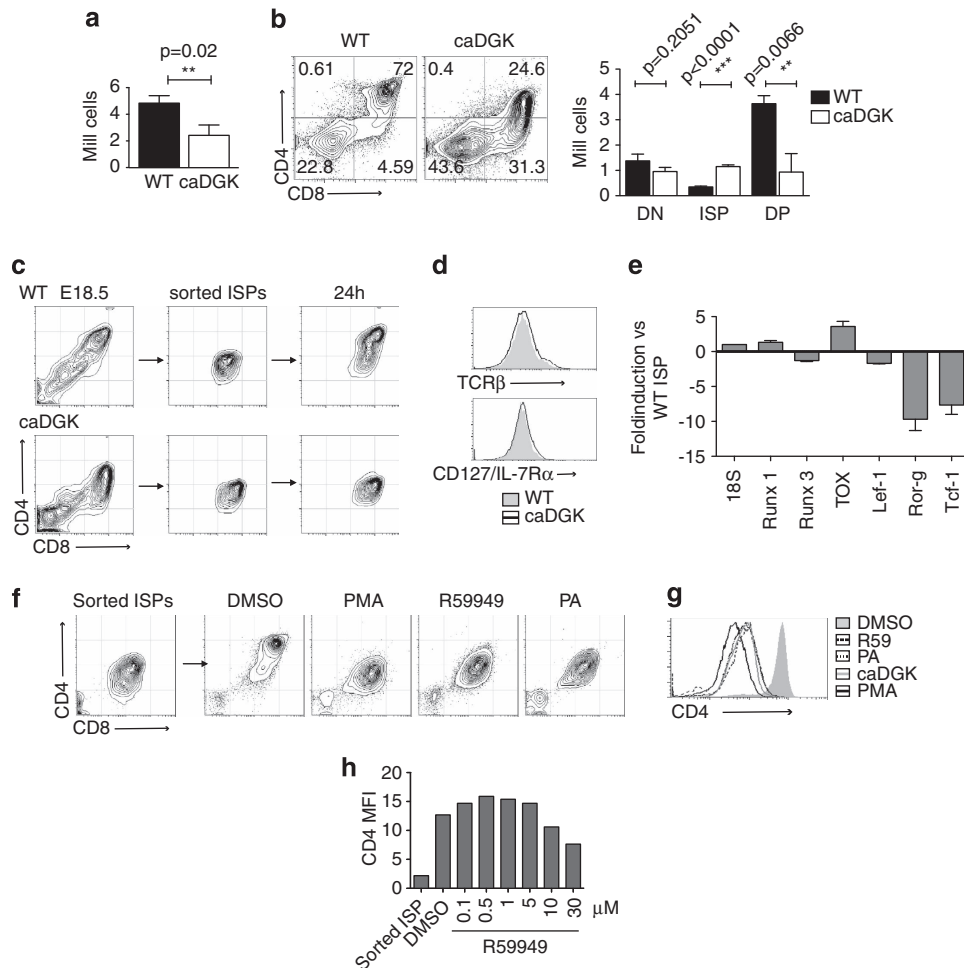 a
p=0.02
**
6
4
2
0
Mill cells
WT caDGK
b
WT
caDGK
0.61
72
22.8
4.59
0.4
24.6
43.6
31.3
CD4
CD8
p=0.2051
p<0.0001
***
p=0.0066
**
5
4
3
2
1
0
Mill cells
DN
ISP
DP
WT
caDGK
c
WT E18.5
sorted ISPs
24h
caDGK
CD4
CD8
d
TCRβ
CD127/IL-7Rα
WT
caDGK
e
Foldinduction vs
WT ISP
5
0
-5
-10
-15
18S
Runx 1
Runx 3
TOX
Lef-1
Ror-g
Tcf-1
f
Sorted ISPs
DMSO
PMA
R59949
PA
CD4
CD8
g
DMSO
R59
PA
caDGK
PMA
CD4
h
CD4 MFI
20
15
10
5
0
Sorted ISP
DMSO
0.1
0.5
1
5
10
30
μM
R59949